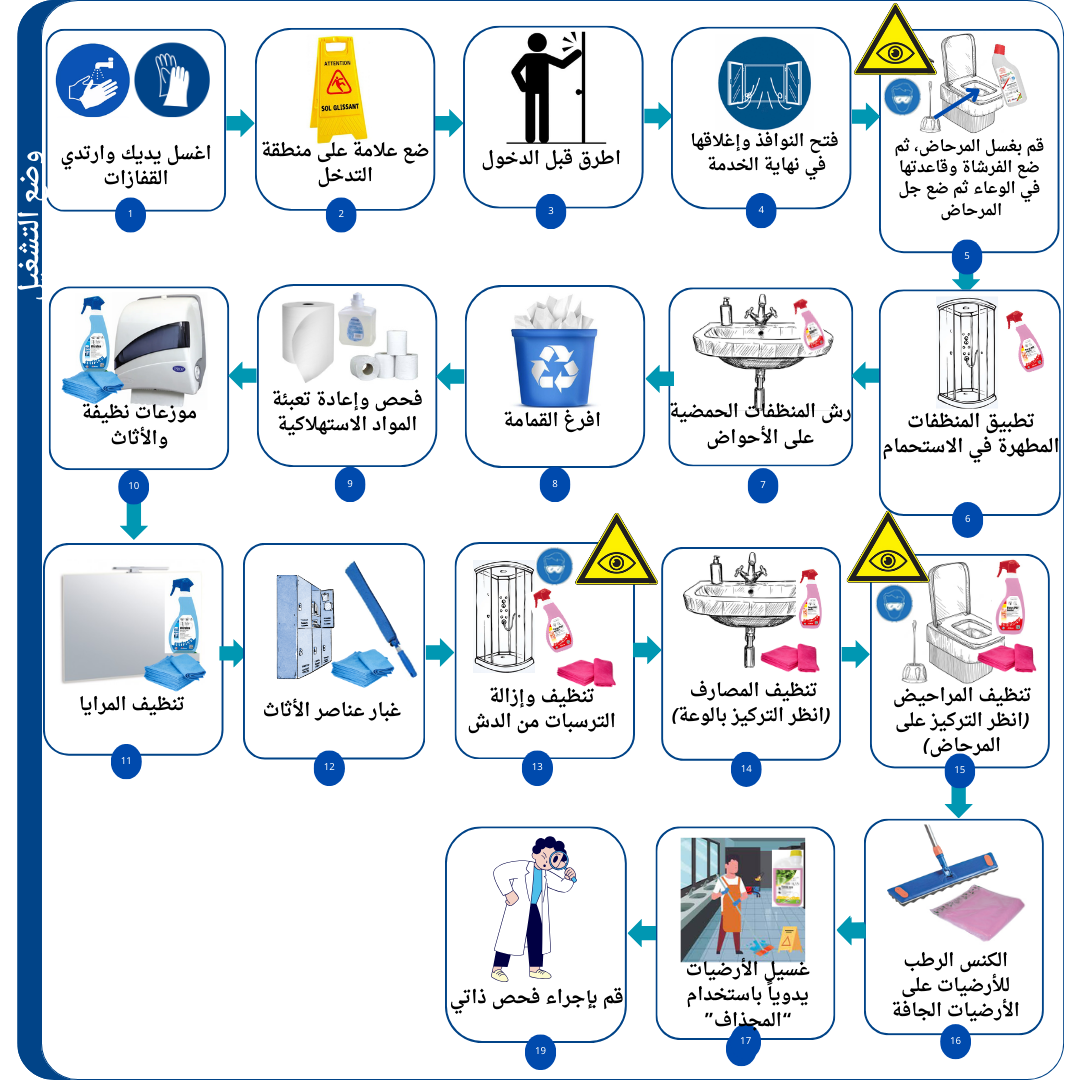 وضع التشغيل
اغسل يديك وارتدي
القفازات
1
ATTENTION
SOL GLISSANT
ضع علامة على منطقة
التدخل
2
اطرق قبل الدخول
3
فتح النوافذ وإغلاقها
في نهاية الخدمة
4
قم بغسل المرحاض، ثم
ضع الفرشاة وقاعدتها
في الوعاء ثم ضع جل
المرحاض
5
تطبيق المنظفات
المطهرة في الاستحمام
6
رش المنظفات الحمضية
على الأحواض
7
افرغ القمامة
8
فحص وإعادة تعبئة
المواد الاستهلاكية
9
موزعات نظيفة
والأثاث
10
تنظيف المرايا
11
غبار عناصر الأثاث
12
تنظيف وإزالة
الترسبات من الدش
13
تنظيف المصارف
(انظر التركيز بالوعة)
14
تنظيف المراحيض
(انظر التركيز على
المرحاض)
15
الكنس الرطب
للأرضيات على
الأرضيات الجافة
16
غسيل الأرضيات
يدوياً باستخدام
“المجذاف”
17
قم بإجراء فحص ذاتي
19